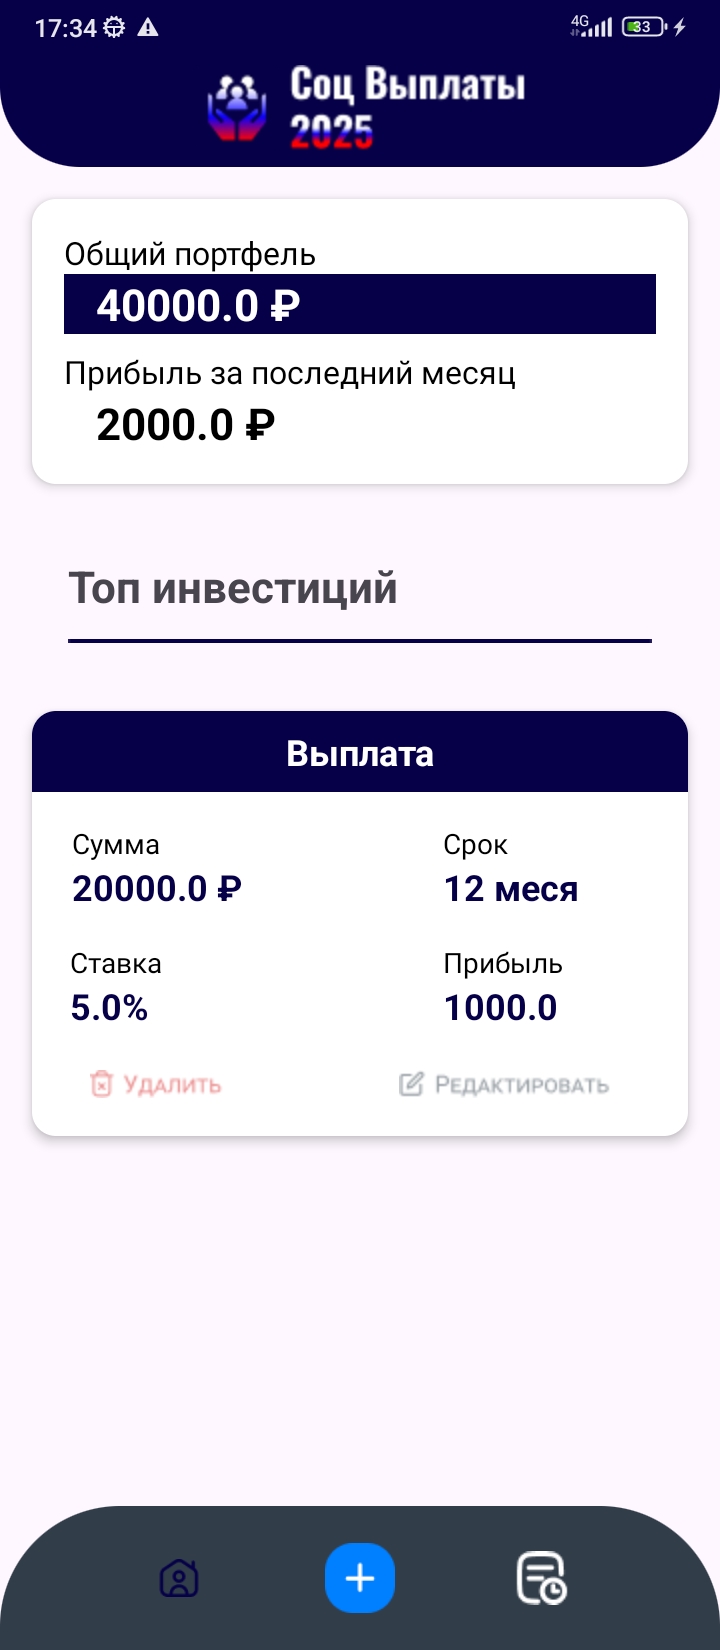 17:34 4G 33
Соц Выплаты
2025
Общий портфель
40000.0 ₽
Прибыль за последний месяц
2000.0 ₽
Топ инвестиций
Выплата
Сумма Срок
20000.0 ₽ 12 меся
Ставка Прибыль
5.0% 1000.0
Удалить Редактировать